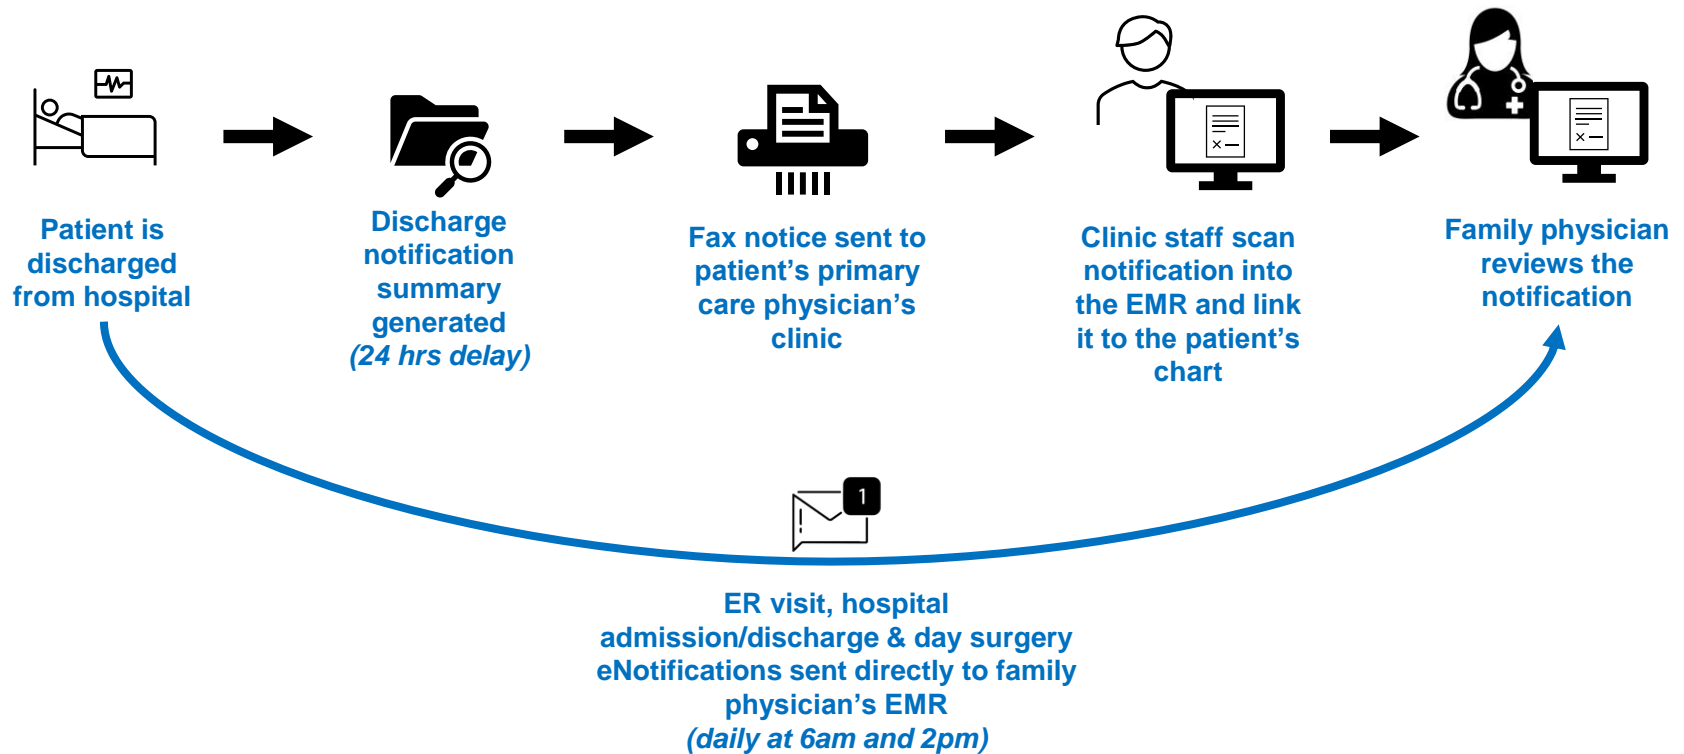 Patient is
discharged
from hospital
Discharge
notification
summary
generated
(24 hrs delay)
Fax notice sent to
patient’s primary
care physician’s
clinic
Clinic staff scan
notification into
the EMR and link
it to the patient’s
chart
Family physician
reviews the
notification
1
ER visit, hospital
admission/discharge & day surgery
eNotifications sent directly to family
physician’s EMR
(daily at 6am and 2pm)